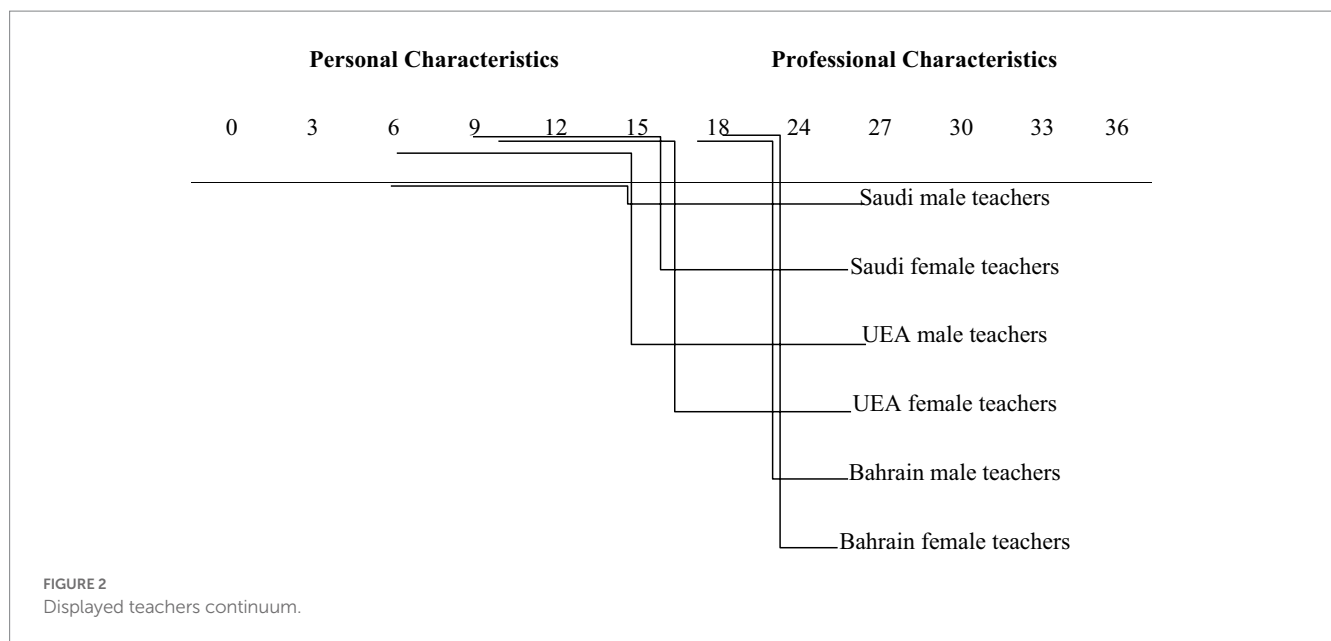 Personal Characteristics Professional Characteristics
0 3 6 9 12 15 18 24 27 30 33 36
Saudi male teachers
Saudi female teachers
UEA male teachers
UEA female teachers
Bahrain male teachers
Bahrain female teachers
FIGURE 2
Displayed teachers continuum.